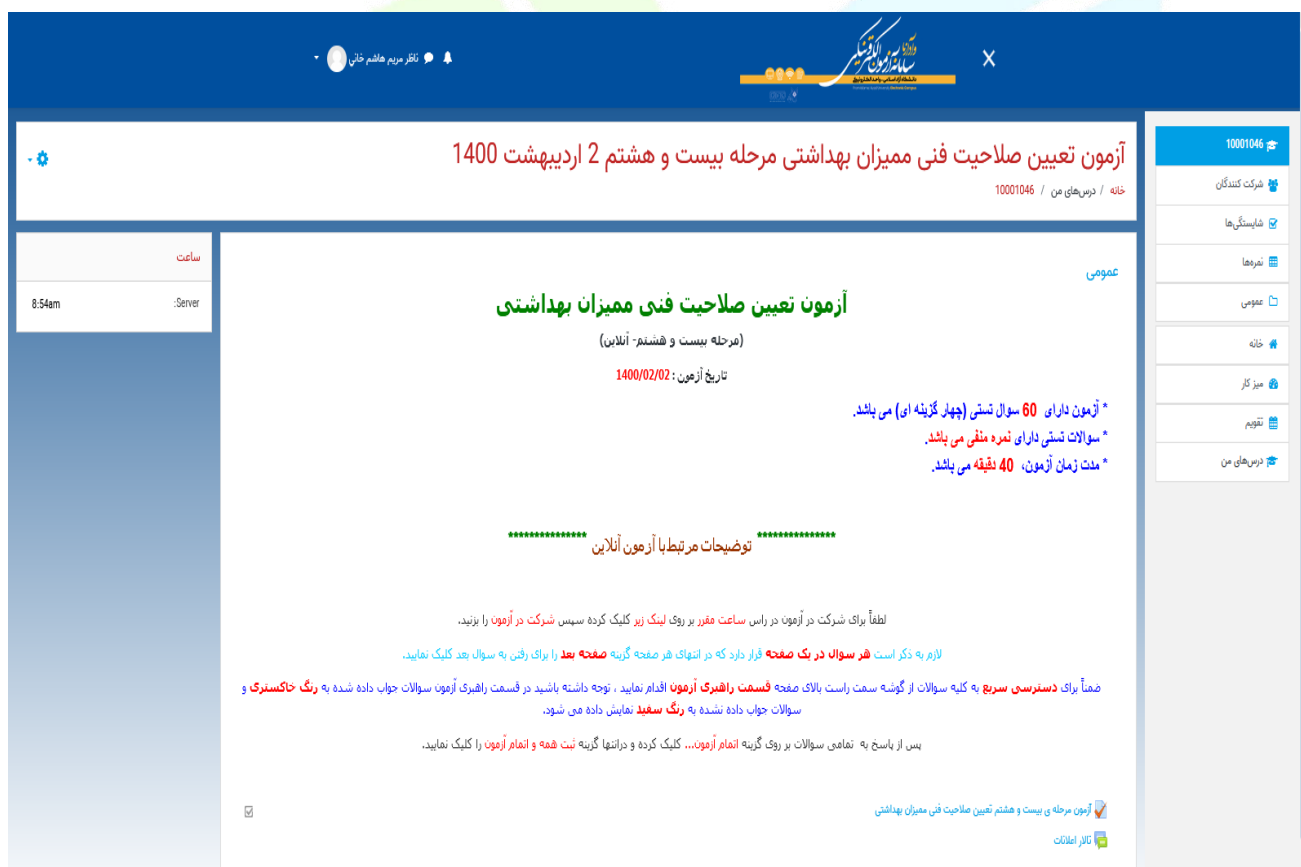 ناظر مریم هاشم خانی
سامانه آزمون الکترونیکی
دانشگاه آزاد اسلامی، واحد الکترونیکی
10001046
شرکت کنندگان
شایستگی‌ها
نمره‌ها
عمومی
خانه
میز کار
تقویم
درس‌های من
آزمون تعیین صلاحیت فنی ممیزان بهداشتی مرحله بیست و هشتم 2 اردیبهشت 1400
خانه / درس‌های من / 10001046
عمومی
آزمون تعیین صلاحیت فنی ممیزان بهداشتی
(مرحله بیست و هشتم- آنلاین)
تاریخ آزمون : 1400/02/02
* آزمون دارای 60 سوال تستی (چهار گزینه ای) می باشد.
* سوالات تستی دارای نمره منفی می باشد.
* مدت زمان آزمون، 40 دقیقه می باشد.
*************** توضیحات مرتبط با آزمون آنلاین ***************
لطفاً برای شرکت در آزمون در راس ساعت مقرر بر روی لینک زیر کلیک کرده سپس شرکت در آزمون را بزنید.
لازم به ذکر است هر سوال در یک صفحه قرار دارد که در انتهای هر صفحه گزینه صفحه بعد را برای رفتن به سوال بعد کلیک نمایید.
ضمناً برای دسترسی سریع به کلیه سوالات از گوشه سمت راست بالای صفحه قسمت راهبری آزمون اقدام نمایید ، توجه داشته باشید در قسمت راهبری آزمون سوالات جواب داده شده به رنگ خاکستری و
سوالات جواب داده نشده به رنگ سفید نمایش داده می شود.
پس از پاسخ به تمامی سوالات بر روی گزینه اتمام آزمون... کلیک کرده و درانتها گزینه ثبت همه و اتمام آزمون را کلیک نمایید.
آزمون مرحله ی بیست و هشتم تعیین صلاحیت فنی ممیزان بهداشتی
تالار اعلانات
ساعت
Server: 8:54am